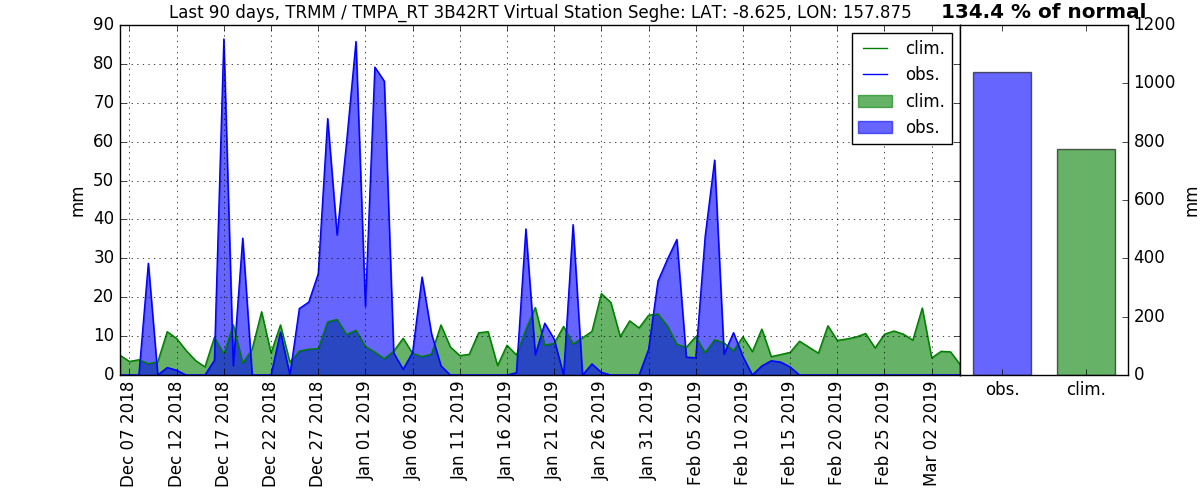 Last 90 days, TRMM / TMPA_RT 3B42RT Virtual Station Seghe: LAT: -8.625, LON: 157.875
134.4 % of normal
90
80
70
60
50
40
30
20
10
0
mm
clim.
obs.
clim.
obs.
Dec 07 2018
Dec 12 2018
Dec 17 2018
Dec 22 2018
Dec 27 2018
Jan 01 2019
Jan 06 2019
Jan 11 2019
Jan 16 2019
Jan 21 2019
Jan 26 2019
Jan 31 2019
Feb 05 2019
Feb 10 2019
Feb 15 2019
Feb 20 2019
Feb 25 2019
Mar 02 2019
1200
1000
800
600
400
200
0
mm
obs.
clim.